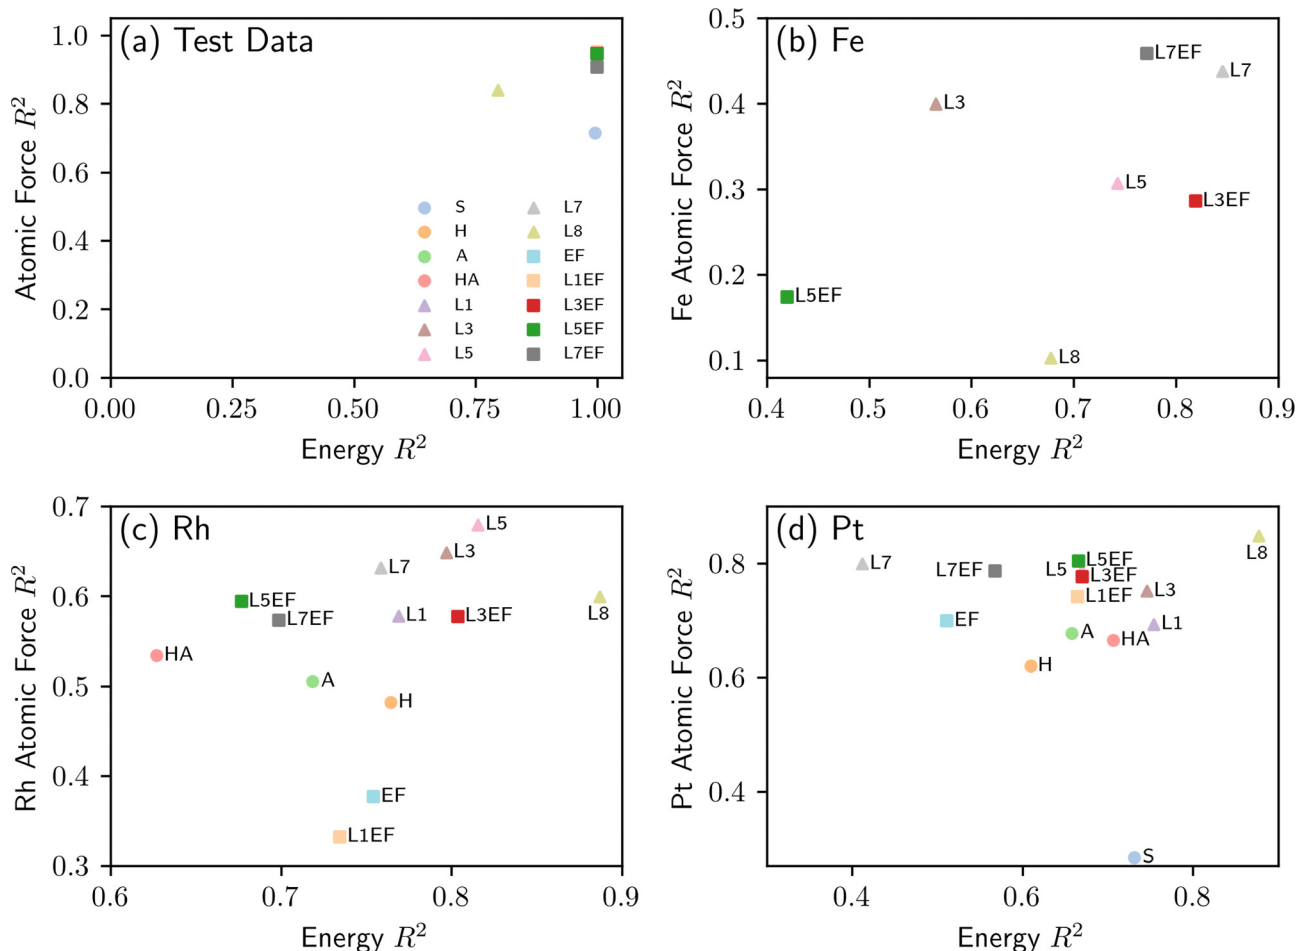 (a) Test Data
Atomic Force R²
1.0
0.8
0.6
0.4
0.2
0.0
S
H
A
HA
L1
L3
L5
L7
L8
EF
L1EF
L3EF
L5EF
L7EF
0.00 0.25 0.50 0.75 1.00
Energy R²
(b) Fe
Fe Atomic Force R²
0.5
0.4
0.3
0.2
0.1
L7EF
L7
L3
L5
L3EF
L5EF
L8
0.4 0.5 0.6 0.7 0.8 0.9
Energy R²
(c) Rh
Rh Atomic Force R²
0.7
0.6
0.5
0.4
0.3
L5
L3
L7
L8
L5EF
L7EF
L1
L3EF
HA
A
H
EF
L1EF
0.6 0.7 0.8 0.9
Energy R²
(d) Pt
Pt Atomic Force R²
0.8
0.6
0.4
L8
L7
L7EF
L5
L5EF
L3EF
L1EF
L3
EF
A
HA
L1
H
S
0.4 0.6 0.8
Energy R²